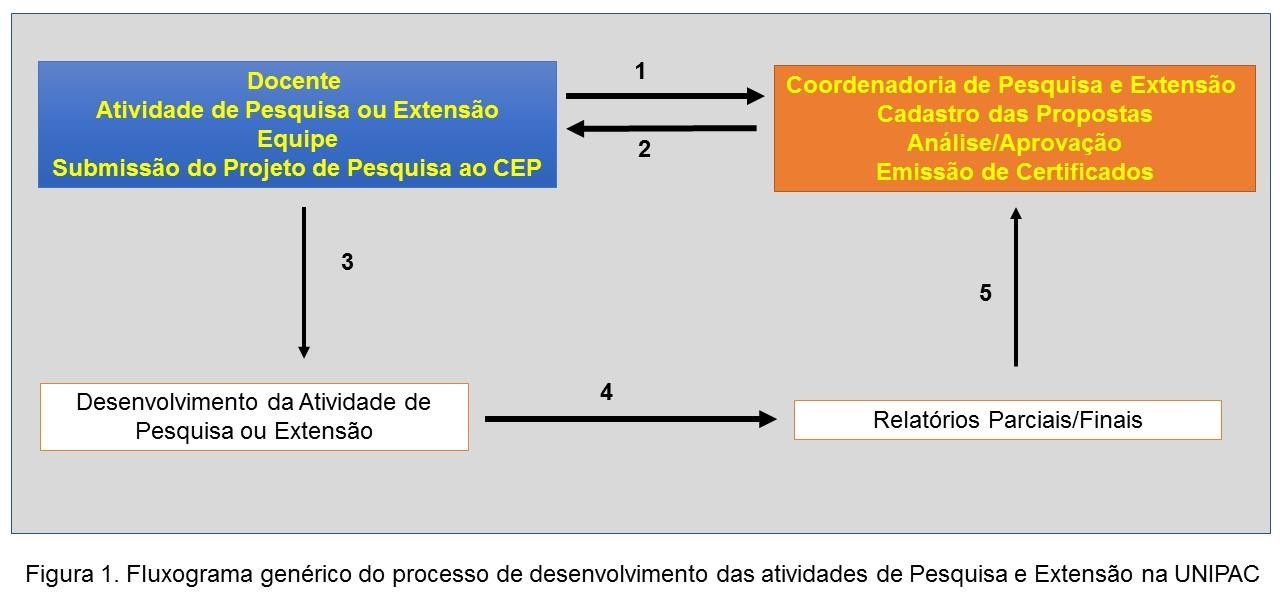 Docente
Atividade de Pesquisa ou Extensão
Equipe
Submissão do Projeto de Pesquisa ao CEP
1
2
Coordenadoria de Pesquisa e Extensão
Cadastro das Propostas
Análise/Aprovação
Emissão de Certificados
3
5
Desenvolvimento da Atividade de
Pesquisa ou Extensão
4
Relatórios Parciais/Finais
Figura 1. Fluxograma genérico do processo de desenvolvimento das atividades de Pesquisa e Extensão na UNIPAC